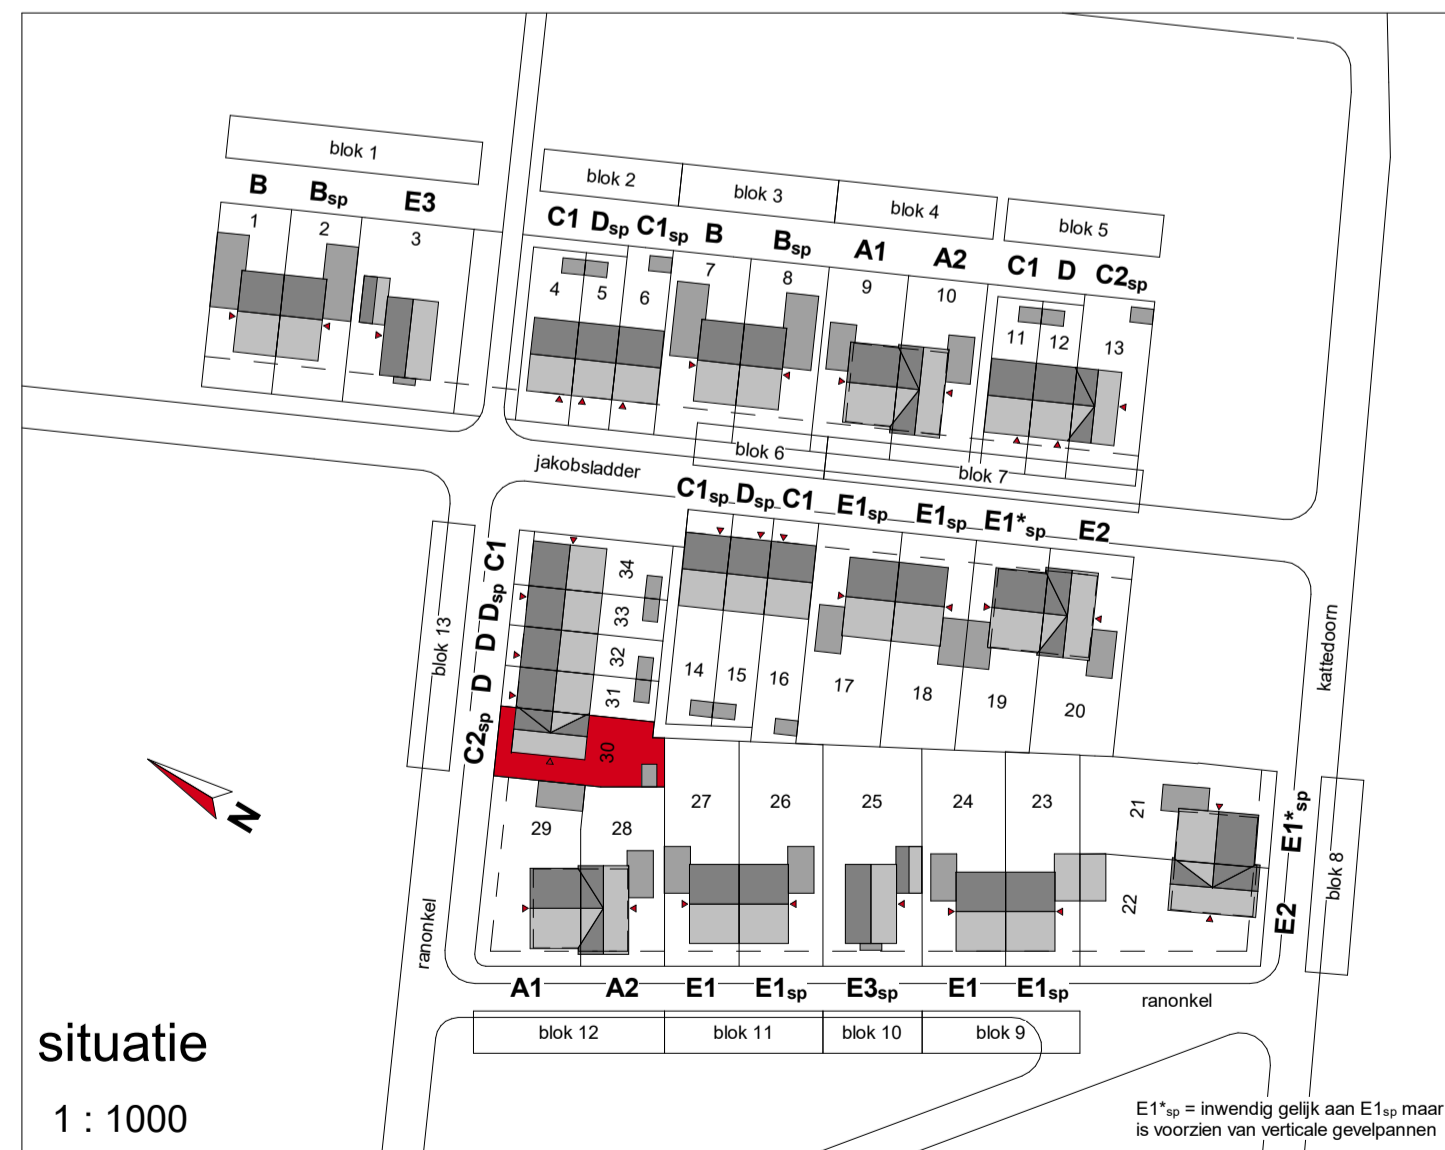 blok 1
blok 2
blok 3
blok 4
blok 5
B
Bsp
E3
C1 Dsp C1sp B
Bsp
A1
A2
C1 D C2sp
1
2
3
4
5
6
7
8
9
10
11
12
13
jakobsladder
blok 6
blok 7
C1sp Dsp C1 E1sp E1sp E1*sp E2
blok 13
C2sp D D Dsp C1
34
33
32
31
30
14
15
16
17
18
19
20
kattedoorn
29
28
27
26
25
24
23
21
22
E2 E1*sp
blok 8
N
ranonkel
A1
A2
E1
E1sp
E3sp
E1
E1sp
ranonkel
blok 12
blok 11
blok 10
blok 9
situatie
1 : 1000
E1*sp = inwendig gelijk aan E1sp maar
is voorzien van verticale gevelpannen